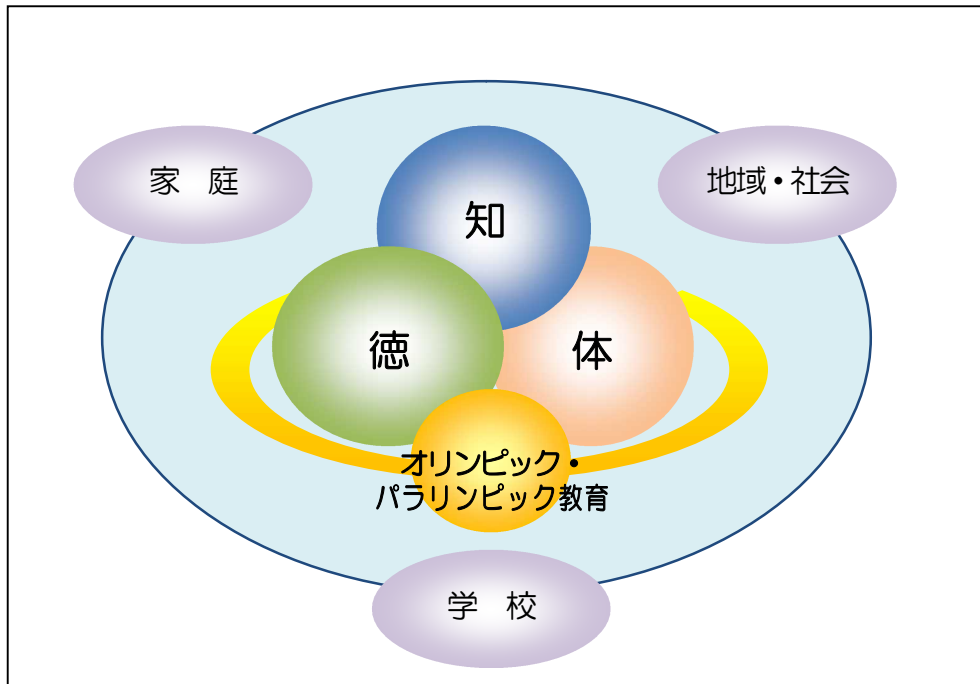 家　庭
地域・社会
知
徳
体
オリンピック・
パラリンピック教育
学　校